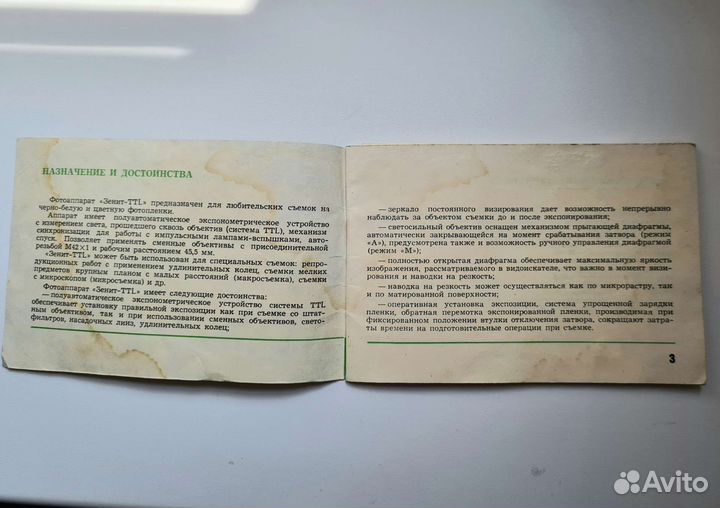 НАЗНАЧЕНИЕ И ДОСТОИНСТВА
Фотоаппарат «Зенит-TTL» предназначен для любительских съемок на
черно-белую и цветную фотопленки.
Аппарат имеет полуавтоматическое экспонометрическое устройство
с измерением света, прошедшего сквозь объектив (система TTL), механизм
синхронизации для работы с импульсными лампами-вспышками, авто-
спуск. Позволяет применять сменные объективы с присоединительной
резьбой М42×1 и рабочим расстоянием 45,5 мм.
«Зенит-TTL» может быть использован для специальных съемок: репро-
дукционных работ с применением удлинительных колец, съемки мелких
предметов крупным планом с малых расстояний (макросъемка), съемки
с микроскопом (микросъемка) и др.
Фотоаппарат «Зенит-TTL» имеет следующие достоинства:
— полуавтоматическое экспонометрическое устройство системы TTL
обеспечивает установку правильной экспозиции как при съемке со штат-
ным объективом, так и при использовании сменных объективов, свето-
фильтров, насадочных линз, удлинительных колец;
— зеркало постоянного визирования дает возможность непрерывно
наблюдать за объектом съемки до и после экспонирования;
— светосильный объектив оснащен механизмом прыгающей диафрагмы,
автоматически закрывающейся на момент срабатывания затвора (режим
«А»), предусмотрена также и возможность ручного управления диафрагмой
(режим «М»);
— полностью открытая диафрагма обеспечивает максимальную яркость
изображения, рассматриваемого в видоискателе, что важно в момент визи-
рования и наводки на резкость;
— наводка на резкость может осуществляться как по микрорастру, так
и по матированной поверхности;
— оперативная установка экспозиции, система упрощенной зарядки
пленки, обратная перемотка экспонированной пленки, производимая при
фиксированном положении втулки отключения затвора, сокращают затра-
ты времени на подготовительные операции при съемке.
3
Avito